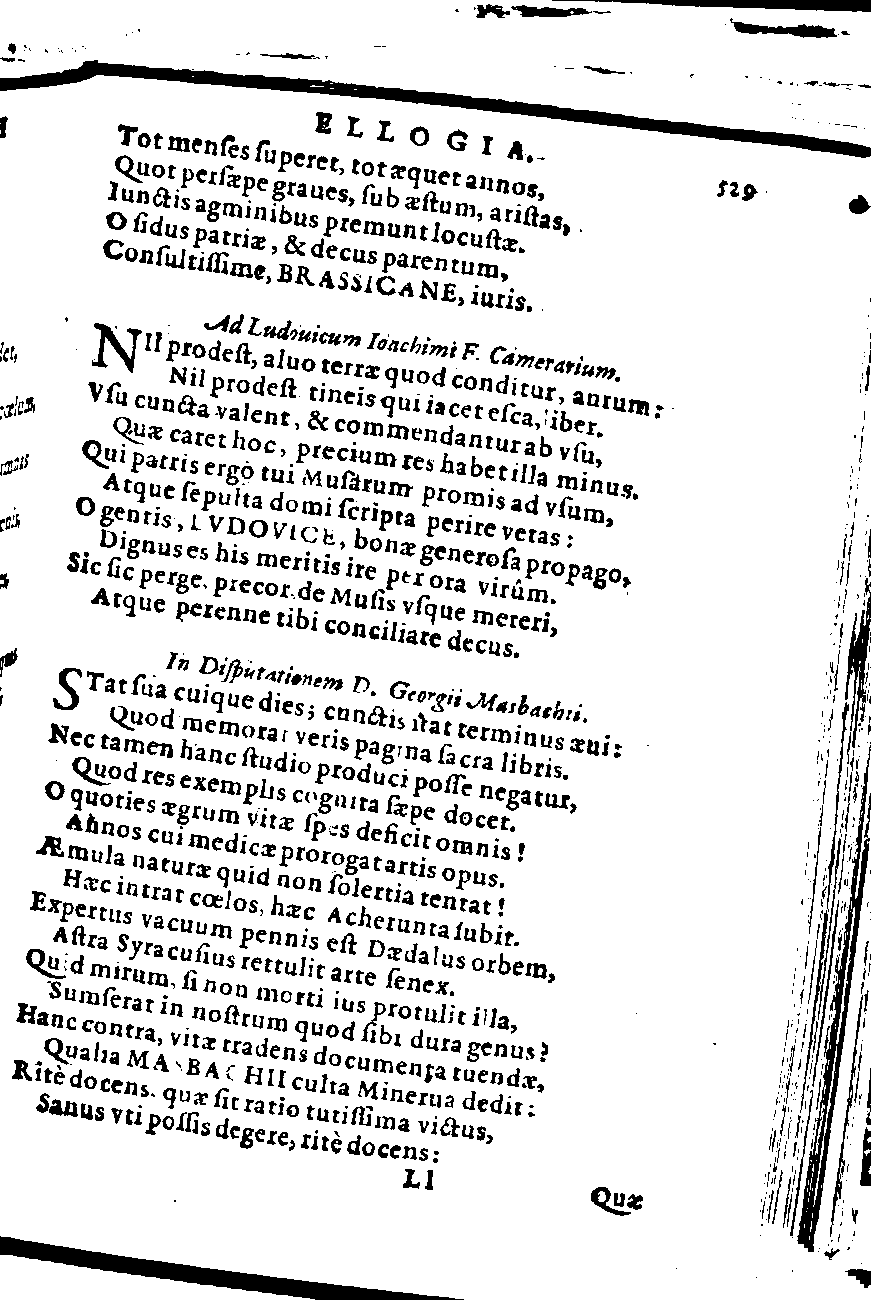 ELLOGIA. 529
Tot menſes ſuperet, tot æquet annos,
Quot perſæpe graues, ſub æſtum, ariſtas,
Iunctis agminibus premunt locuſtæ.
O ſidus patriæ, & decus parentum,
Conſultiſſime, BRASSICANE, iuris.
Ad Ludouicum Ioachimi F. Camerarium.
NIl prodeſt, aluo terræ quod conditur, aurum:
Nil prodeſt tineis qui iacet eſca, liber.
Vſu cuncta valent, & commendantur ab vſu,
Quæ caret hoc, precium res habet illa minus.
Qui patris ergò tui Muſarum promis ad vſum,
Atque ſepulta domi ſcripta perire vetas:
O gentis, LVDOVICE, bonæ generoſa propago,
Dignus es his meritis ire per ora virûm.
Sic ſic perge, precor, de Muſis vſque mereri,
Atque perenne tibi conciliare decus.
In Diſputationem D. Georgii Marbachii.
STat ſua cuique dies; cunctis ſtat terminus æui:
Quod memorat veris pagina ſacra libris.
Nec tamen hanc ſtudio produci poſſe negatur,
Quod res exemplis cognita ſæpe docet.
O quoties ægrum vitæ ſpes deficit omnis!
Annos cui medicæ prorogat artis opus.
Æmula naturæ quid non ſolertia tentat!
Hæc intrat cœlos, hæc Acherunta ſubit.
Expertus vacuum pennis eſt Dædalus orbem,
Aſtra Syracuſius rettulit arte ſenex.
Quid mirum, ſi non morti ius protulit illa,
Sumſerat in noſtrum quod ſibi dura genus?
Hanc contra, vitæ tradens documenta tuendæ,
Qualia MARBACHII culta Minerua dedit:
Ritè docens, quæ ſit ratio tutiſſima victus,
Sanus vti poſſis degere, ritè docens:
Ll Quæ